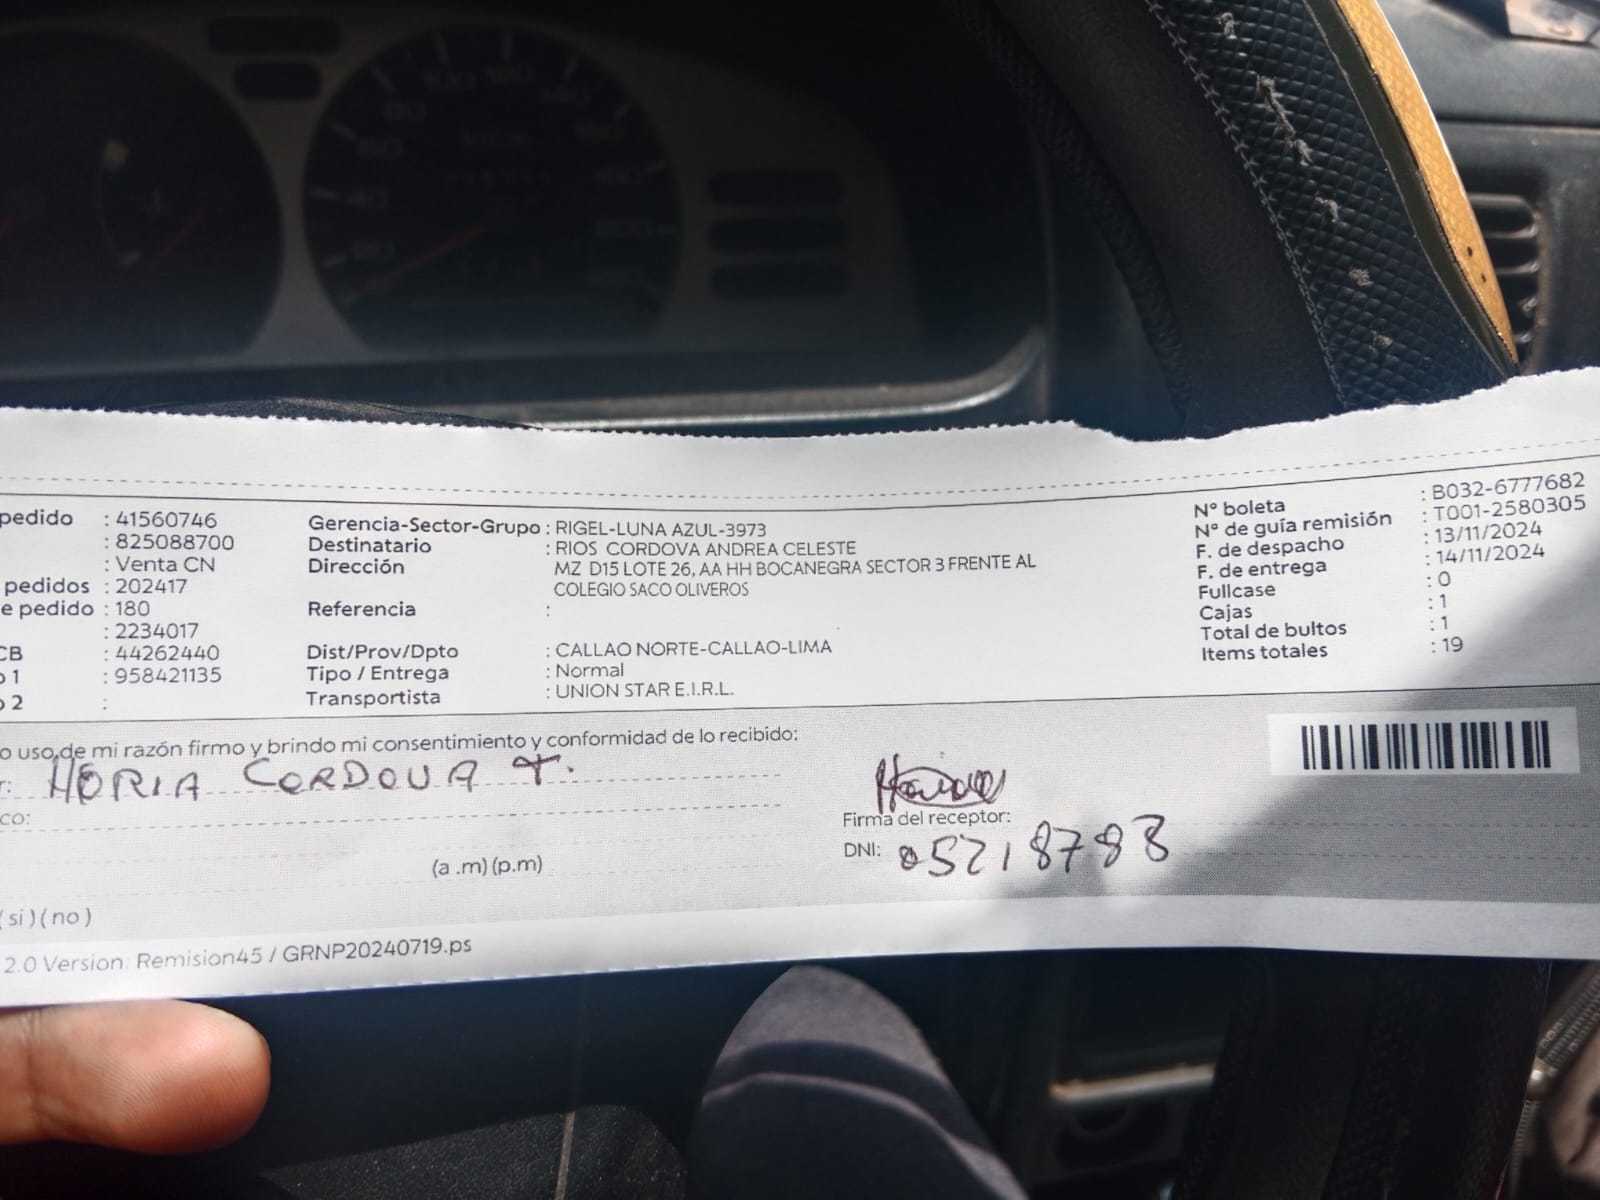 pedido : 41560746
: 825088700
: Venta CN
pedidos : 202417
e pedido : 180
: 2234017
CB : 44262440
o 1 : 958421135
o 2 :
Gerencia-Sector-Grupo : RIGEL-LUNA AZUL-3973
Destinatario : RIOS CORDOVA ANDREA CELESTE
Dirección MZ D15 LOTE 26, AA HH BOCANEGRA SECTOR 3 FRENTE AL
COLEGIO SACO OLIVEROS
Referencia :
Dist/Prov/Dpto : CALLAO NORTE-CALLAO-LIMA
Tipo / Entrega : Normal
Transportista : UNION STAR E.I.R.L.
N° boleta : B032-6777682
N° de guía remisión : T001-2580305
F. de despacho : 13/11/2024
F. de entrega : 14/11/2024
Fullcase : 0
Cajas : 1
Total de bultos : 1
Items totales : 19
o uso de mi razón firmo y brindo mi consentimiento y conformidad de lo recibido:
r: MARIA CORDOVA T.
co:
Firma del receptor:
DNI: 05218783
(a .m) (p.m)
( si ) ( no )
2.0 Version: Remision45 / GRNP20240719.ps